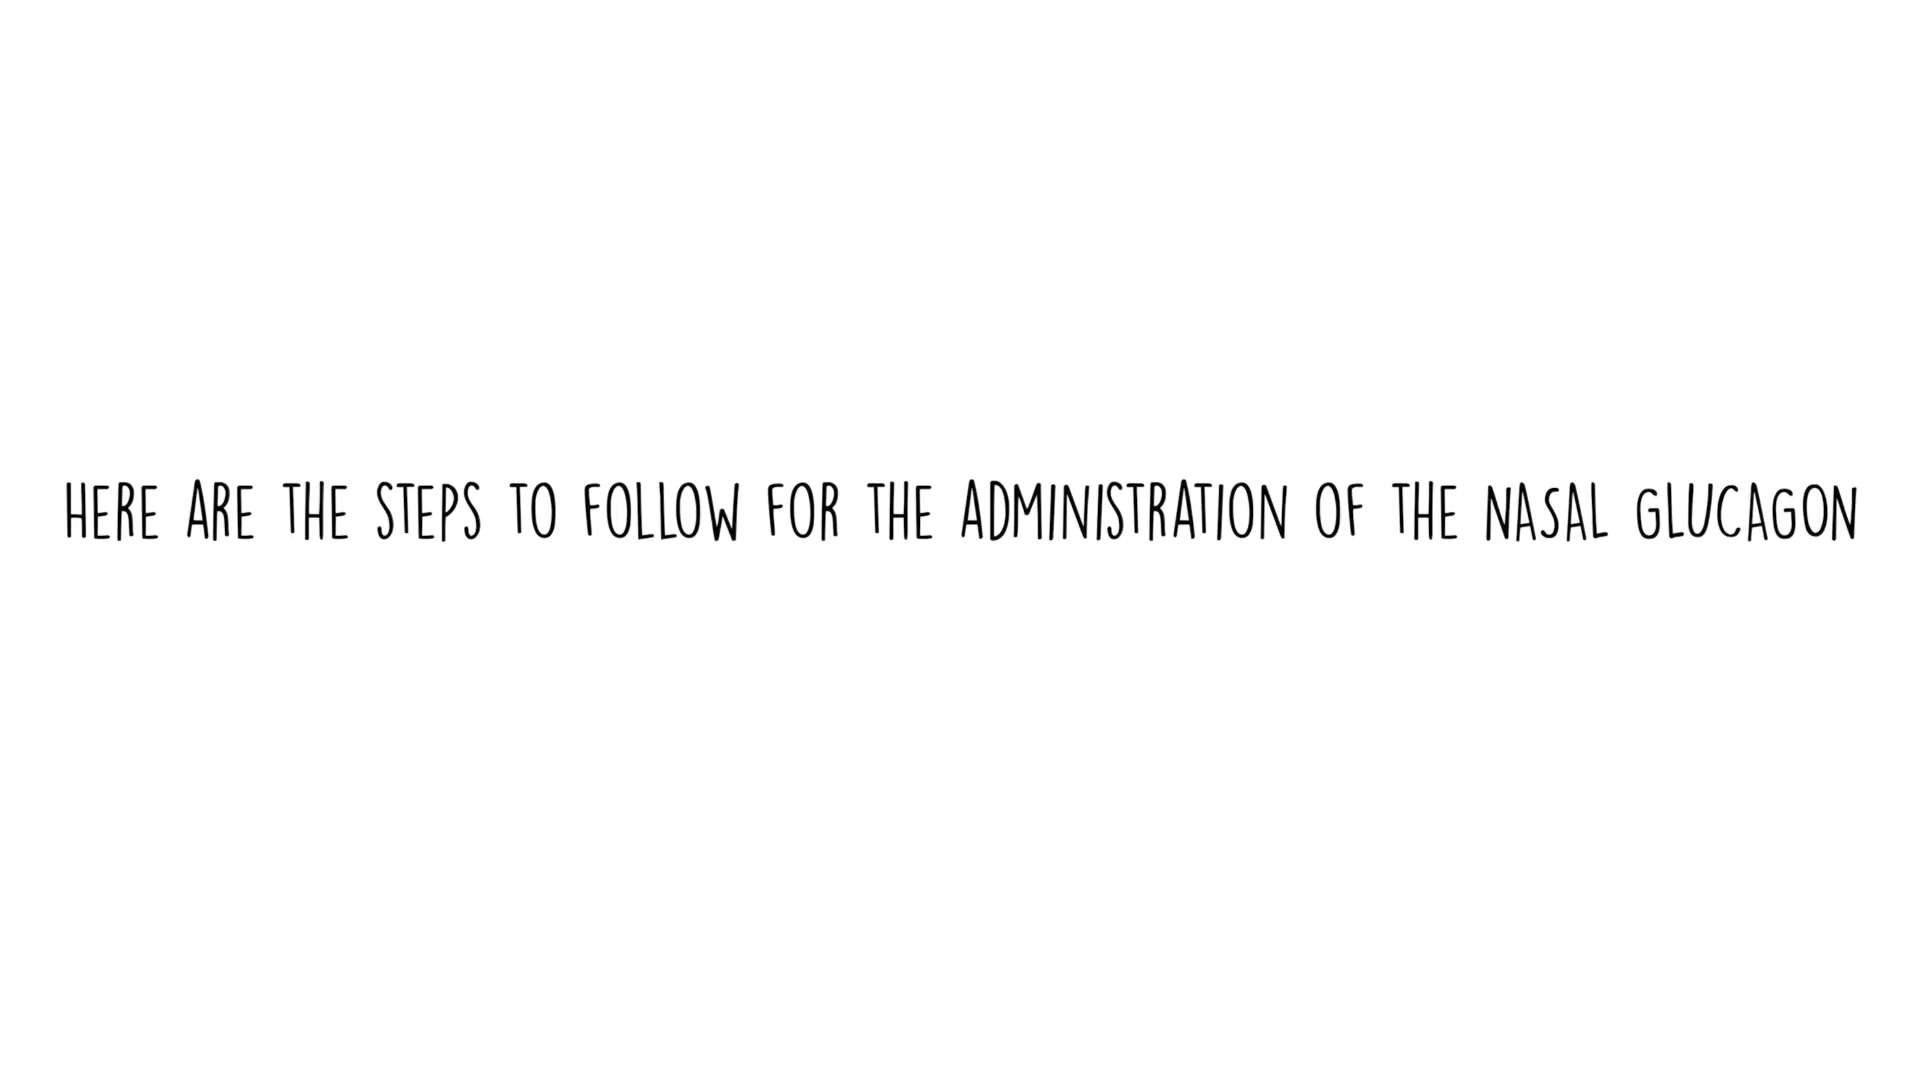 HERE ARE THE STEPS TO FOLLOW FOR THE ADMINISTRATION OF THE NASAL GLUCAGON